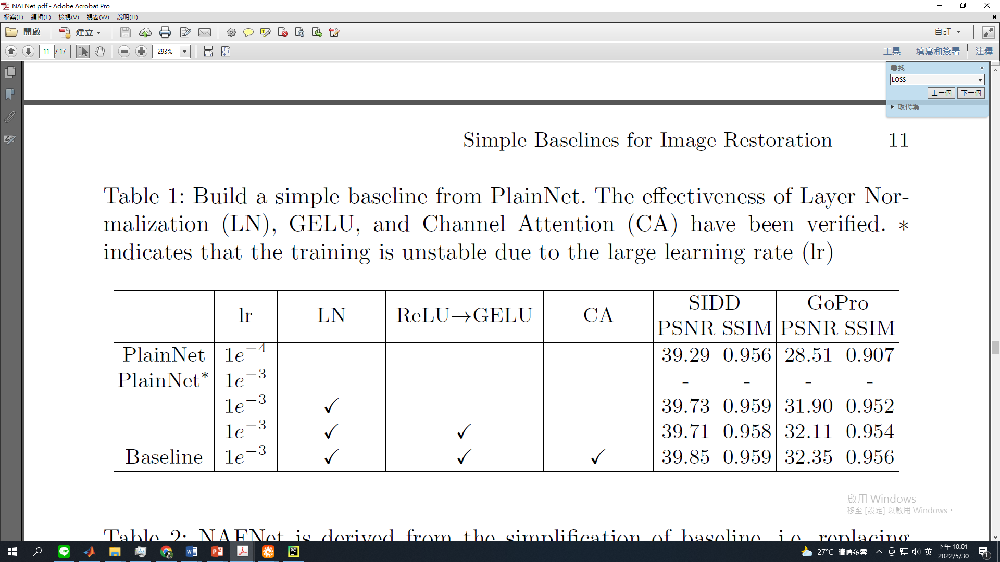 NAFNet.pdf - Adobe Acrobat Pro
檔案(F) 編輯(E) 檢視(V) 視窗(W) 說明(H)
開啟 建立 自訂
11 / 17 293% 工具 填寫和簽署 注釋
尋找
LOSS
上一個 下一個
取代為
Simple Baselines for Image Restoration 11
Table 1: Build a simple baseline from PlainNet. The effectiveness of Layer Nor-
malization (LN), GELU, and Channel Attention (CA) have been verified. *
indicates that the training is unstable due to the large learning rate (lr)
lr LN ReLU→GELU CA SIDD GoPro
PSNR SSIM PSNR SSIM
PlainNet 1e⁻⁴ 39.29 0.956 28.51 0.907
PlainNet* 1e⁻³ - - - -
1e⁻³ ✓ 39.73 0.959 31.90 0.952
1e⁻³ ✓ ✓ 39.71 0.958 32.11 0.954
Baseline 1e⁻³ ✓ ✓ ✓ 39.85 0.959 32.35 0.956
啟用 Windows
移至 [設定] 以啟用 Windows。
Table 2: NAFNet is derived from the simplification of baseline, i.e. replacing
LINE W P PC 27°C 晴時多雲 英 下午 10:01
2022/5/30 1